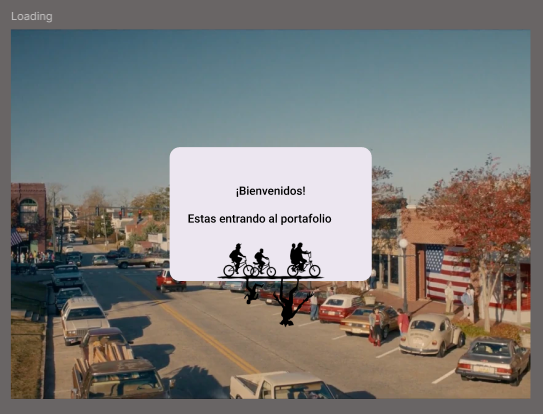 Loading
¡Bienvenidos!
Estas entrando al portafolio